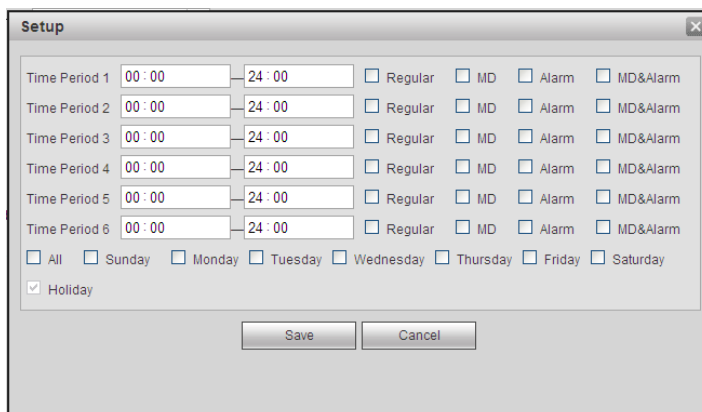 Setup
Time Period 1 00:00 — 24:00 Regular MD Alarm MD&Alarm
Time Period 2 00:00 — 24:00 Regular MD Alarm MD&Alarm
Time Period 3 00:00 — 24:00 Regular MD Alarm MD&Alarm
Time Period 4 00:00 — 24:00 Regular MD Alarm MD&Alarm
Time Period 5 00:00 — 24:00 Regular MD Alarm MD&Alarm
Time Period 6 00:00 — 24:00 Regular MD Alarm MD&Alarm
All Sunday Monday Tuesday Wednesday Thursday Friday Saturday
Holiday
Save Cancel